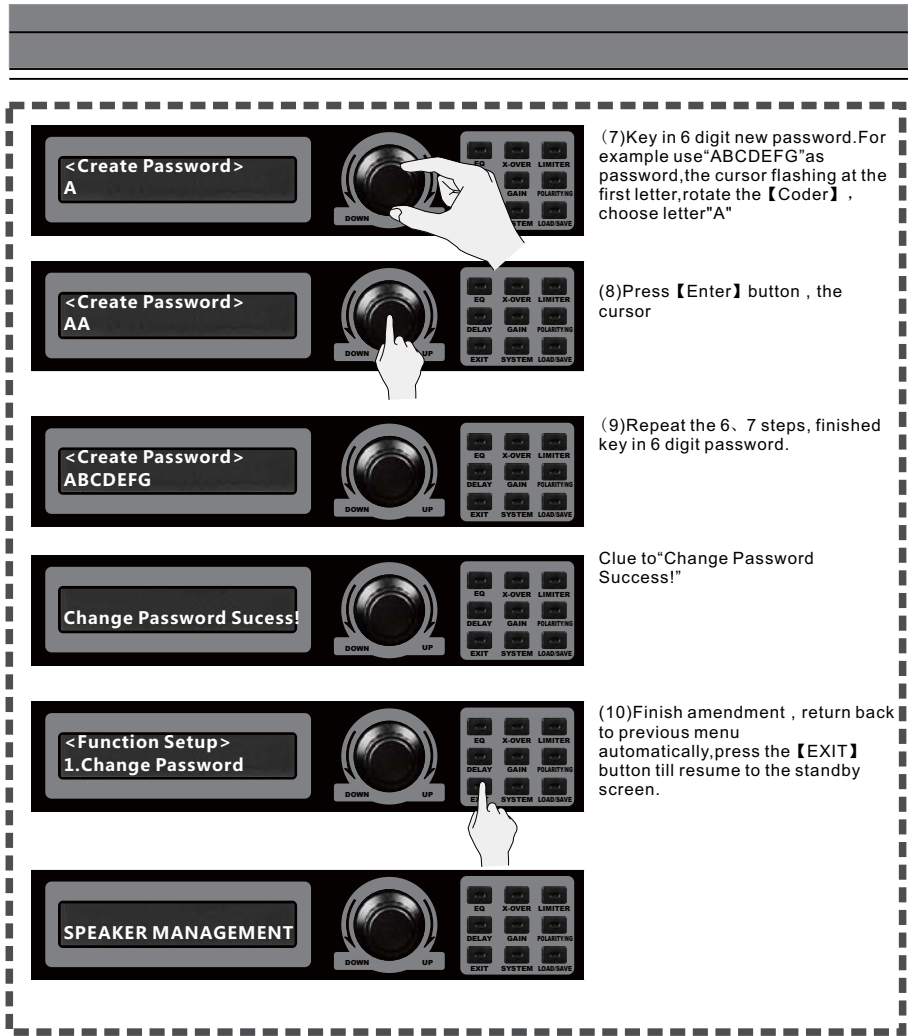 <Create Password>
A
DOWN
EQ X-OVER LIMITER
GAIN POLARITY/NG
LOAD/SAVE
（7)Key in 6 digit new password.For
example use“ABCDEFG”as
password,the cursor flashing at the
first letter,rotate the【Coder】，
choose letter"A"
<Create Password>
AA
DOWN UP
EQ X-OVER LIMITER
DELAY GAIN POLARITY/NG
EXIT SYSTEM LOAD/SAVE
(8)Press【Enter】button , the
cursor
<Create Password>
ABCDEFG
DOWN UP
EQ X-OVER LIMITER
DELAY GAIN POLARITY/NG
EXIT SYSTEM LOAD/SAVE
（9)Repeat the 6、7 steps, finished
key in 6 digit password.
Change Password Sucess!
DOWN UP
EQ X-OVER LIMITER
DELAY GAIN POLARITY/NG
EXIT SYSTEM LOAD/SAVE
Clue to“Change Password
Success!”
<Function Setup>
1.Change Password
DOWN UP
EQ X-OVER LIMITER
DELAY GAIN POLARITY/NG
SYSTEM LOAD/SAVE
(10)Finish amendment , return back
to previous menu
automatically,press the【EXIT】
button till resume to the standby
screen.
SPEAKER MANAGEMENT
DOWN UP
EQ X-OVER LIMITER
DELAY GAIN POLARITY/NG
EXIT SYSTEM LOAD/SAVE